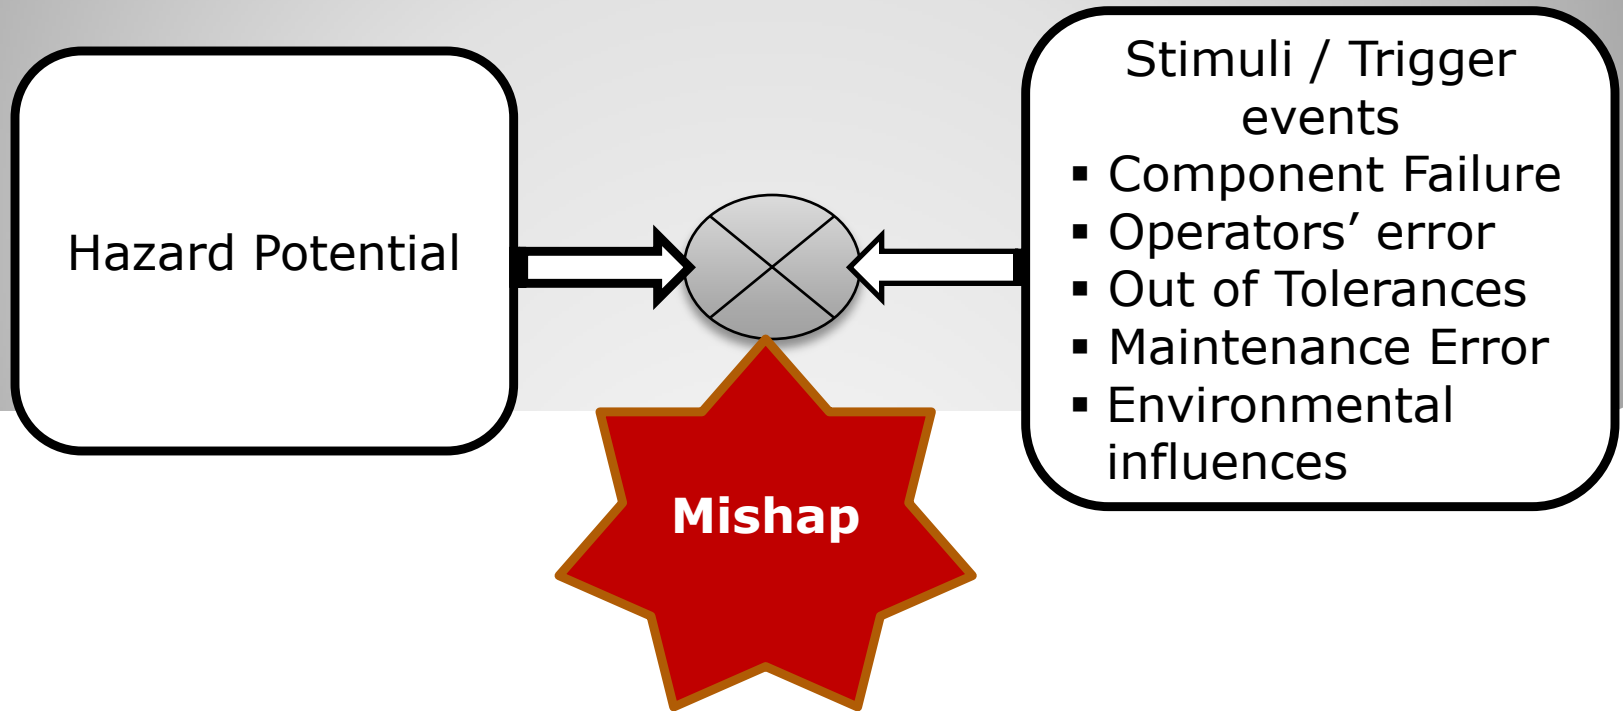 Hazard Potential
Stimuli / Trigger
events
▪ Component Failure
▪ Operators’ error
▪ Out of Tolerances
▪ Maintenance Error
▪ Environmental
influences
Mishap